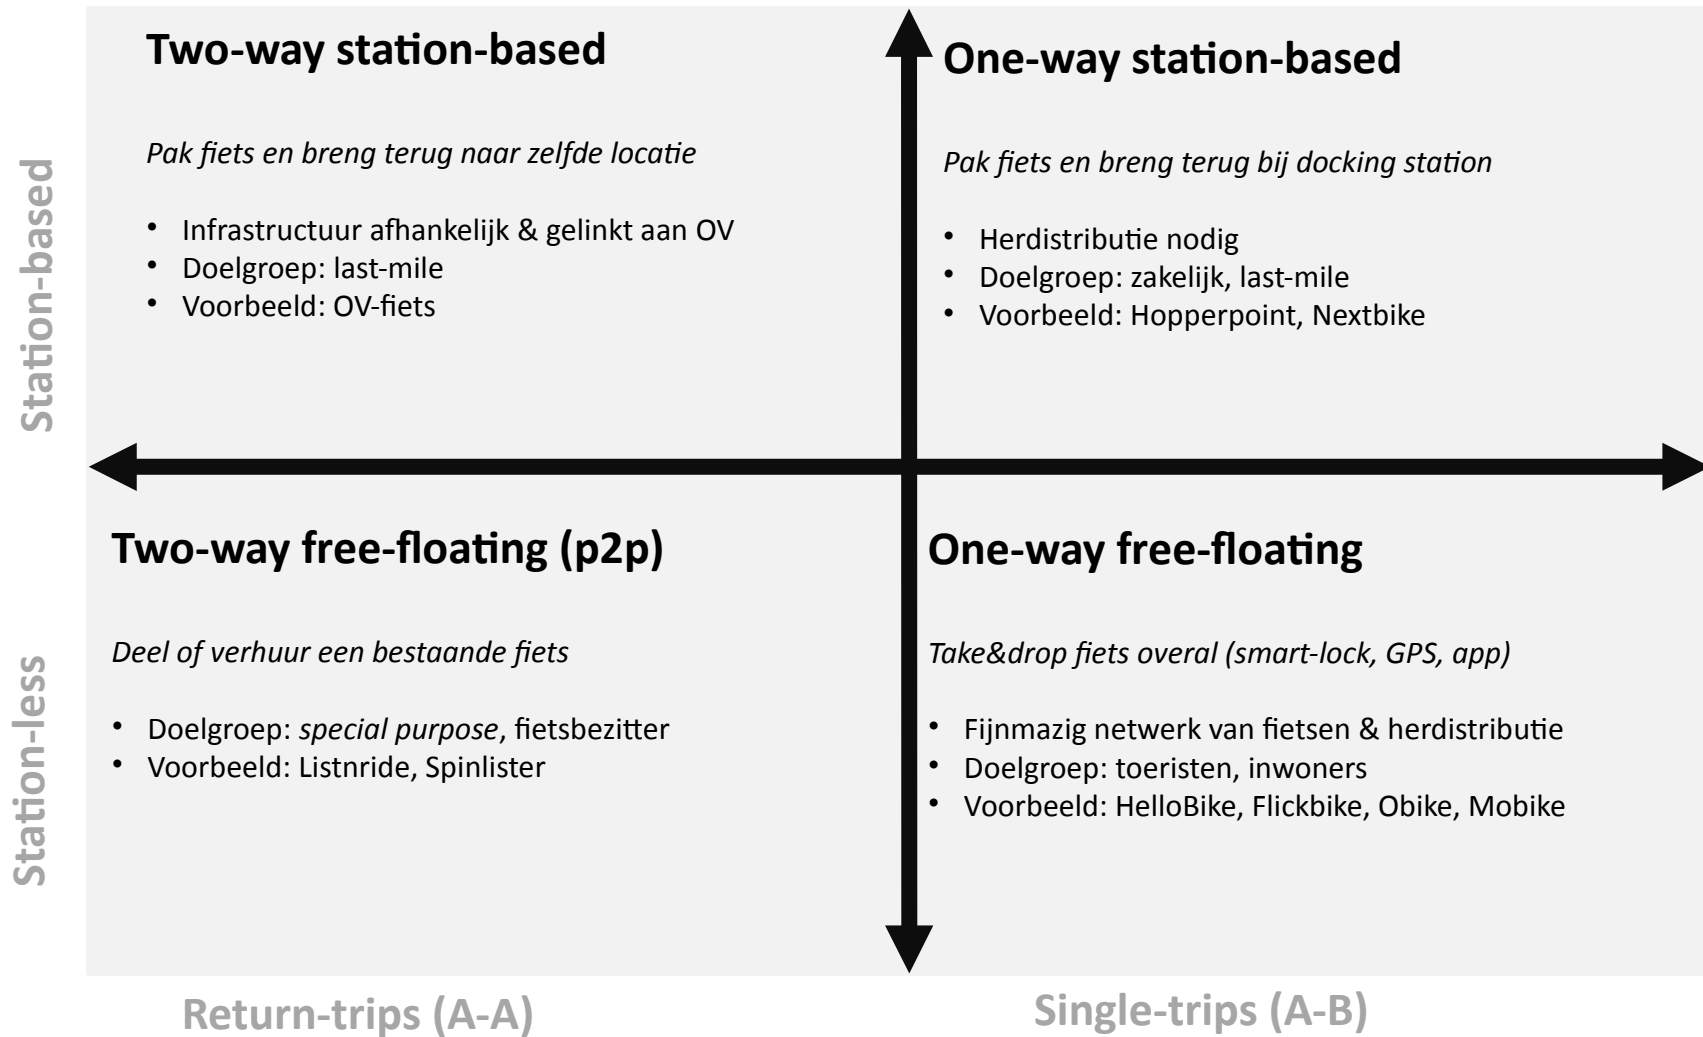 Station-based
Two-way station-based
Pak fiets en breng terug naar zelfde locatie
• Infrastructuur afhankelijk & gelinkt aan OV
• Doelgroep: last-mile
• Voorbeeld: OV-fiets
One-way station-based
Pak fiets en breng terug bij docking station
• Herdistributie nodig
• Doelgroep: zakelijk, last-mile
• Voorbeeld: Hopperpoint, Nextbike
Station-less
Two-way free-floating (p2p)
Deel of verhuur een bestaande fiets
• Doelgroep: special purpose, fietsbezitter
• Voorbeeld: Listnride, Spinlister
One-way free-floating
Take&drop fiets overal (smart-lock, GPS, app)
• Fijnmazig netwerk van fietsen & herdistributie
• Doelgroep: toeristen, inwoners
• Voorbeeld: HelloBike, Flickbike, Obike, Mobike
Return-trips (A-A)
Single-trips (A-B)